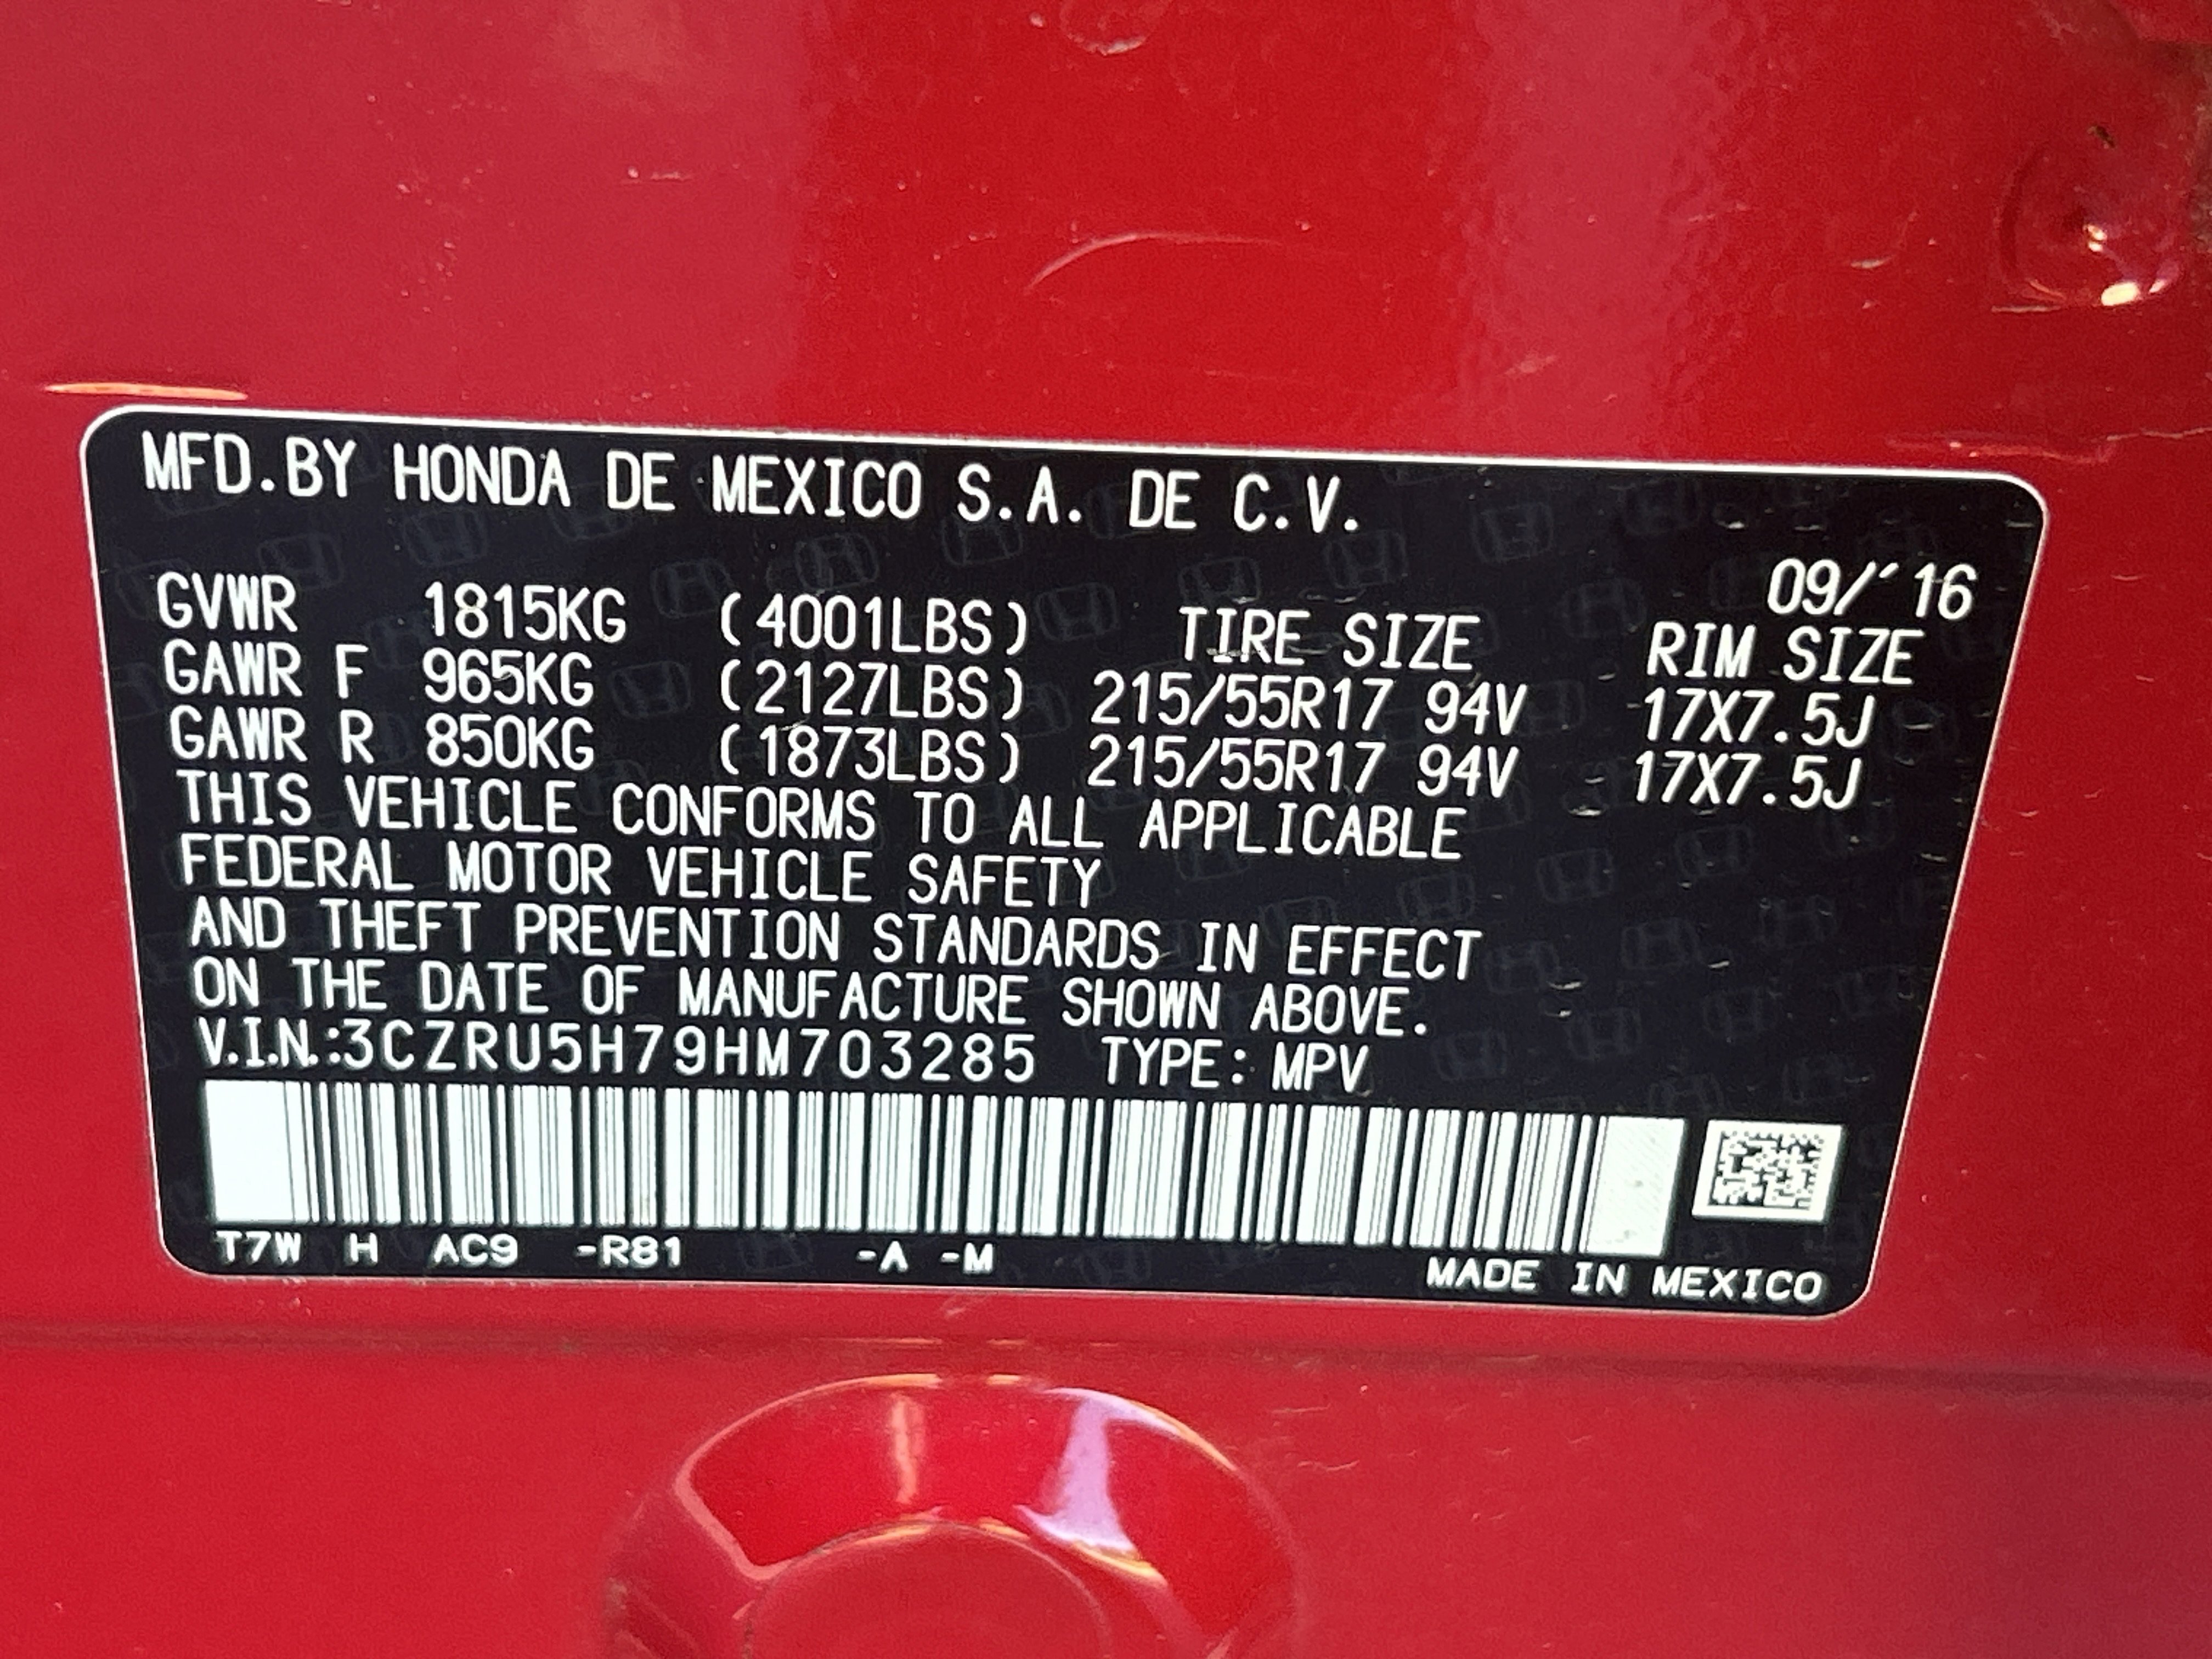 MFD.BY HONDA DE MEXICO S.A. DE C.V.
09/´16
GVWR 1815KG (4001LBS) TIRE SIZE RIM SIZE
GAWR F 965KG (2127LBS) 215/55R17 94V 17X7.5J
GAWR R 850KG (1873LBS) 215/55R17 94V 17X7.5J
THIS VEHICLE CONFORMS TO ALL APPLICABLE
FEDERAL MOTOR VEHICLE SAFETY
AND THEFT PREVENTION STANDARDS IN EFFECT
ON THE DATE OF MANUFACTURE SHOWN ABOVE.
V.I.N.:3CZRU5H79HM703285 TYPE: MPV
T7W H AC9 -R81 -A -M MADE IN MEXICO